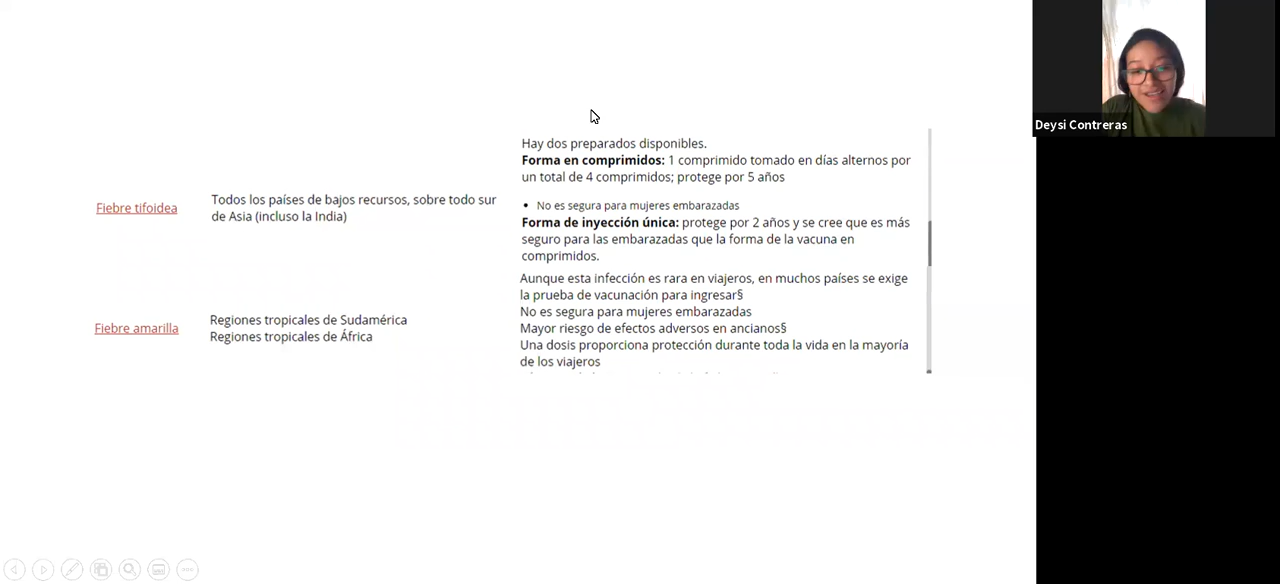 Deysi Contreras
Hay dos preparados disponibles.
Forma en comprimidos: 1 comprimido tomado en días alternos por
un total de 4 comprimidos; protege por 5 años
Fiebre tifoidea
Todos los países de bajos recursos, sobre todo sur
de Asia (incluso la India)
• No es segura para mujeres embarazadas
Forma de inyección única: protege por 2 años y se cree que es más
seguro para las embarazadas que la forma de la vacuna en
comprimidos.
Fiebre amarilla
Regiones tropicales de Sudamérica
Regiones tropicales de África
Aunque esta infección es rara en viajeros, en muchos países se exige
la prueba de vacunación para ingresar§
No es segura para mujeres embarazadas
Mayor riesgo de efectos adversos en ancianos§
Una dosis proporciona protección durante toda la vida en la mayoría
de los viajeros